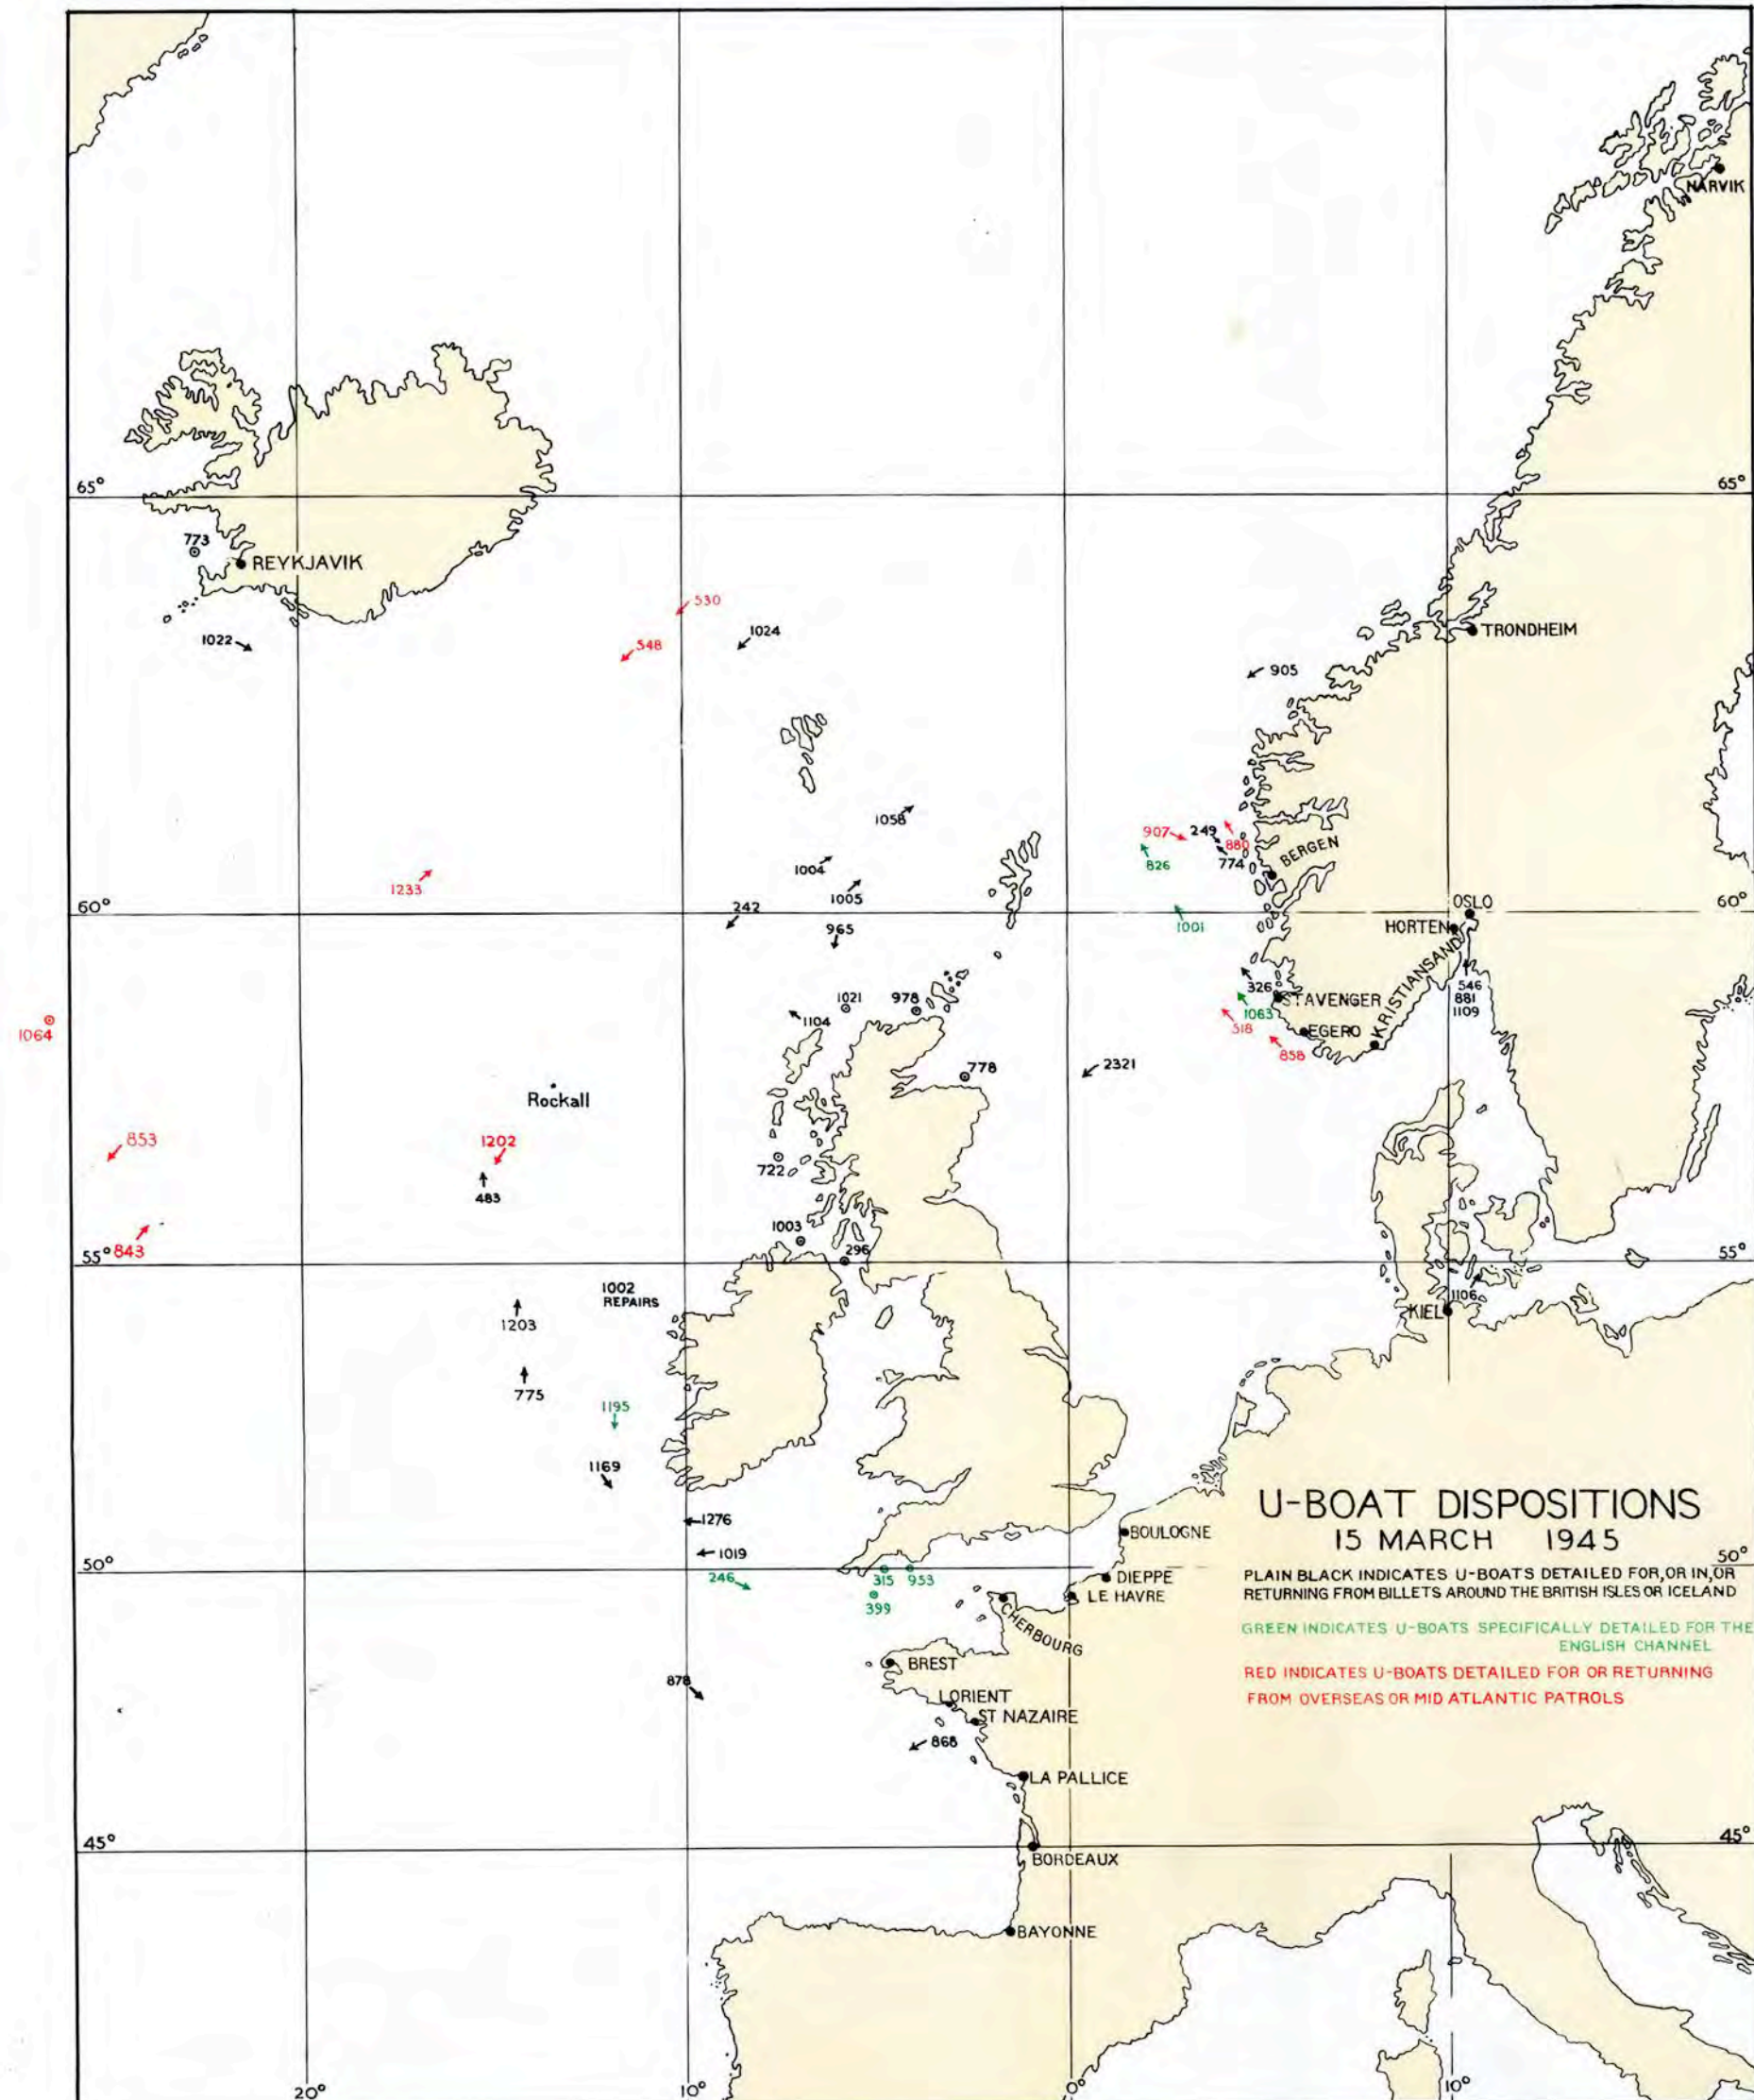 NARVIK
65°
65°
773
REYKJAVIK
530
1022
548
1024
TRONDHEIM
905
1058
907
249
880
826
774
BERGEN
1004
1233
1005
60°
242
60°
OSLO
965
1001
HORTEN
KRISTIANSAND
326
546
881
1109
1021
978
STAVENGER
1104
1063
1064
518
EGERO
858
778
2321
Rockall
853
1202
722
483
1003
843
55°
296
55°
1002
REPAIRS
1106
KIEL
1203
775
1195
1169
U-BOAT DISPOSITIONS
15 MARCH 1945
1276
BOULOGNE
1019
50°
50°
246
315
953
DIEPPE
PLAIN BLACK INDICATES U-BOATS DETAILED FOR, OR IN, OR
RETURNING FROM BILLETS AROUND THE BRITISH ISLES OR ICELAND
399
LE HAVRE
CHERBOURG
GREEN INDICATES U-BOATS SPECIFICALLY DETAILED FOR THE
ENGLISH CHANNEL
BREST
RED INDICATES U-BOATS DETAILED FOR OR RETURNING
FROM OVERSEAS OR MID ATLANTIC PATROLS
878
LORIENT
ST NAZAIRE
868
LA PALLICE
45°
45°
BORDEAUX
BAYONNE
20°
10°
0°
10°